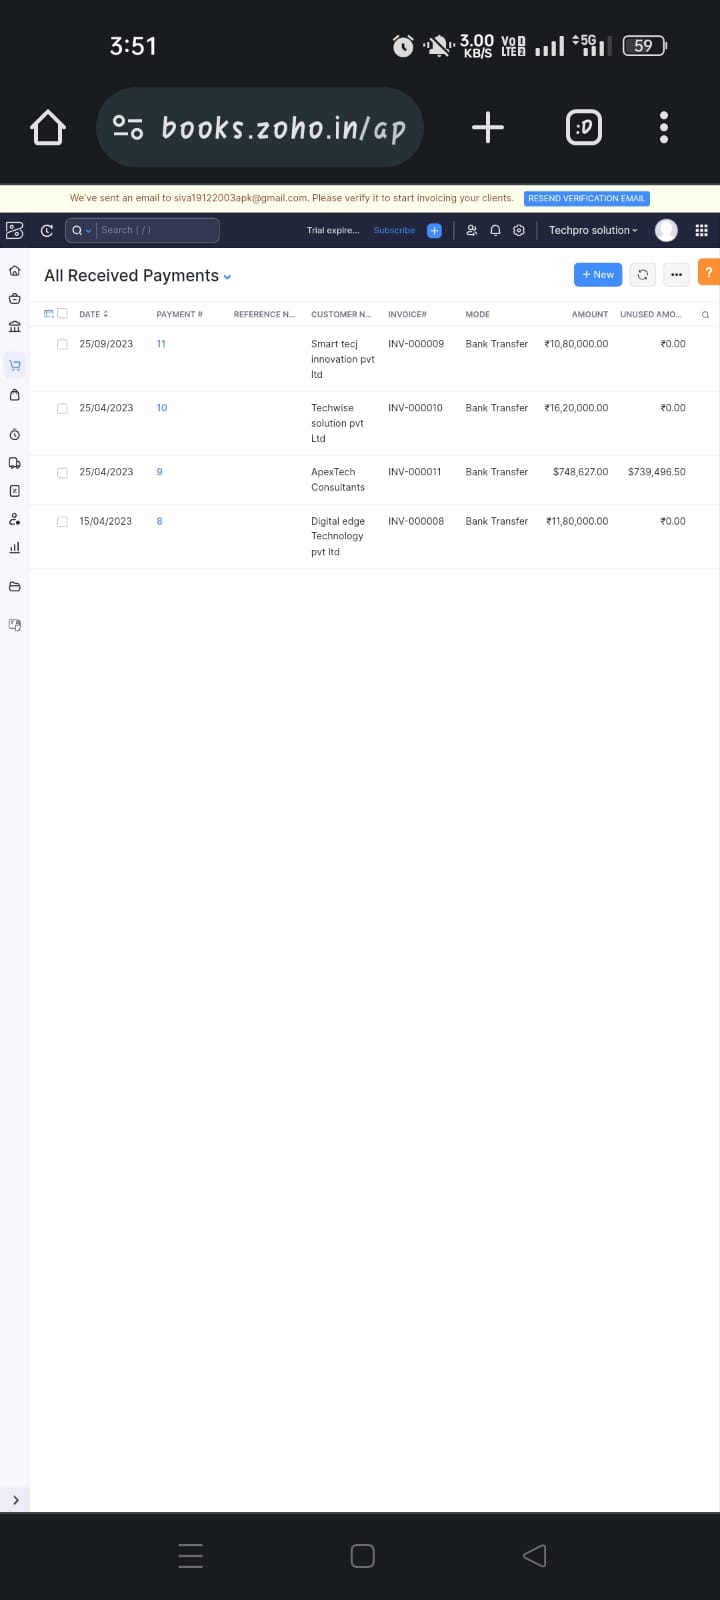 3:51
3.00 KB/S
Vo LTE
5G
59
books.zoho.in/ap
:D
We've sent an email to siva19122003apk@gmail.com. Please verify it to start invoicing your clients. RESEND VERIFICATION EMAIL
Search ( / )
Trial expire... Subscribe
Techpro solution
All Received Payments
+ New
?
DATE PAYMENT # REFERENCE N... CUSTOMER N... INVOICE# MODE AMOUNT UNUSED AMO...
25/09/2023 11 Smart tecj innovation pvt ltd INV-000009 Bank Transfer ₹10,80,000.00 ₹0.00
25/04/2023 10 Techwise solution pvt Ltd INV-000010 Bank Transfer ₹16,20,000.00 ₹0.00
25/04/2023 9 ApexTech Consultants INV-000011 Bank Transfer $748,627.00 $739,496.50
15/04/2023 8 Digital edge Technology pvt ltd INV-000008 Bank Transfer ₹11,80,000.00 ₹0.00